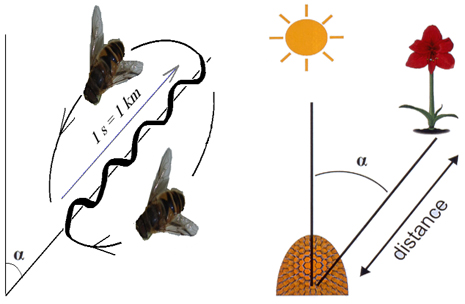 1 s = 1 km
α
α
distance